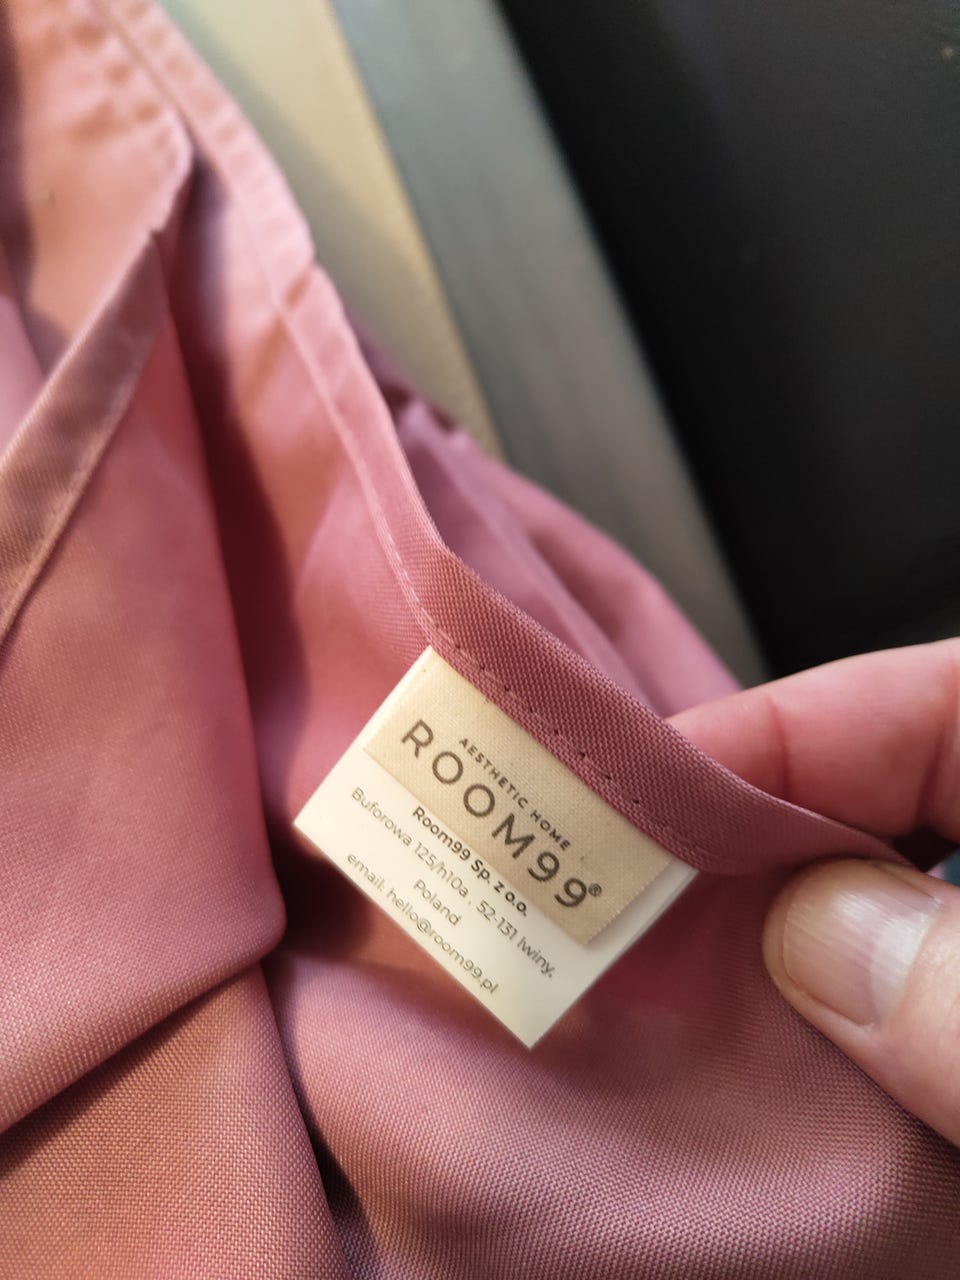 AESTHETIC HOME
ROOM99®
Room99 Sp. z o.o.
Buforowa 125/h10a , 52-131 Iwiny,
Poland
email: hello@room99.pl